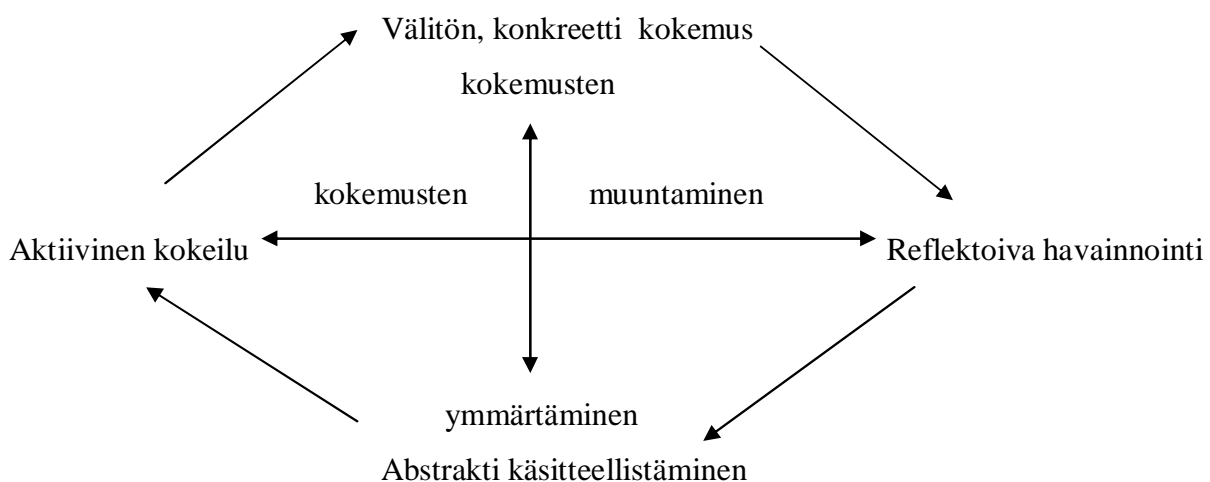 Välitön, konkreetti kokemus
kokemusten
kokemusten muuntaminen
Aktiivinen kokeilu Reflektoiva havainnointi
ymmärtäminen
Abstrakti käsitteellistäminen